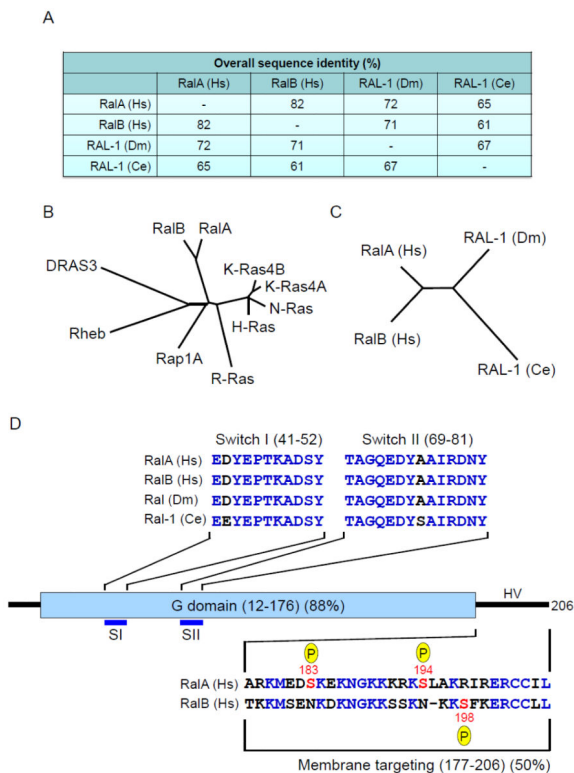 A
Overall sequence identity (%)
RalA (Hs) RalB (Hs) RAL-1 (Dm) RAL-1 (Ce)
RalA (Hs) - 82 72 65
RalB (Hs) 82 - 71 61
RAL-1 (Dm) 72 71 - 67
RAL-1 (Ce) 65 61 67 -
B
RalB RalA
DRAS3
K-Ras4B
K-Ras4A
N-Ras
H-Ras
Rheb
Rap1A
R-Ras
C
RAL-1 (Dm)
RalA (Hs)
RalB (Hs)
RAL-1 (Ce)
D
Switch I (41-52) Switch II (69-81)
RalA (Hs) EDYEPTKADSY TAGQEDYAAIRDNY
RalB (Hs) EDYEPTKADSY TAGQEDYAAIRDNY
Ral (Dm) EDYEPTKADSY TAGQEDYAAIRDNY
Ral-1 (Ce) EEYEPTKADSY TAGQEDYSAIRDNY
G domain (12-176) (88%)
HV
206
SI SII
P P
183 194
RalA (Hs) ARKMEDSKEKNGKKKRKSLAKRIRERCCIL
RalB (Hs) TKKMSENKDKNGKKSSKN-KKSFKERCCLL
198
P
Membrane targeting (177-206) (50%)